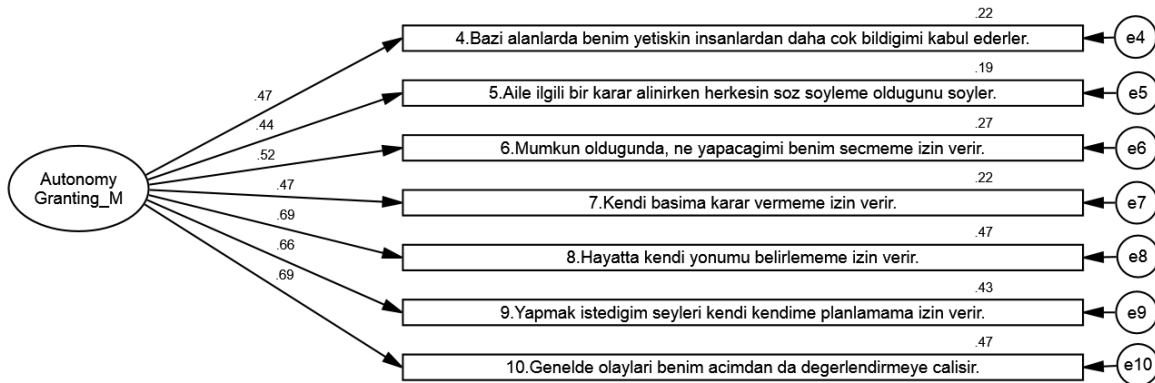 .22
4.Bazi alanlarda benim yetiskin insanlardan daha cok bildigimi kabul ederler.
e4
.47
.19
5.Aile ilgili bir karar alinirken herkesin soz soyleme oldugunu soyler.
e5
.44
.27
6.Mumkun oldugunda, ne yapacagimi benim secmeme izin verir.
e6
.52
Autonomy
Granting_M
.22
7.Kendi basima karar vermeme izin verir.
e7
.47
.47
8.Hayatta kendi yonumu belirlememe izin verir.
e8
.69
.43
9.Yapmak istedigim seyleri kendi kendime planlamama izin verir.
e9
.66
.47
10.Genelde olaylari benim acimdan da degerlendirmeye calisir.
e10
.69